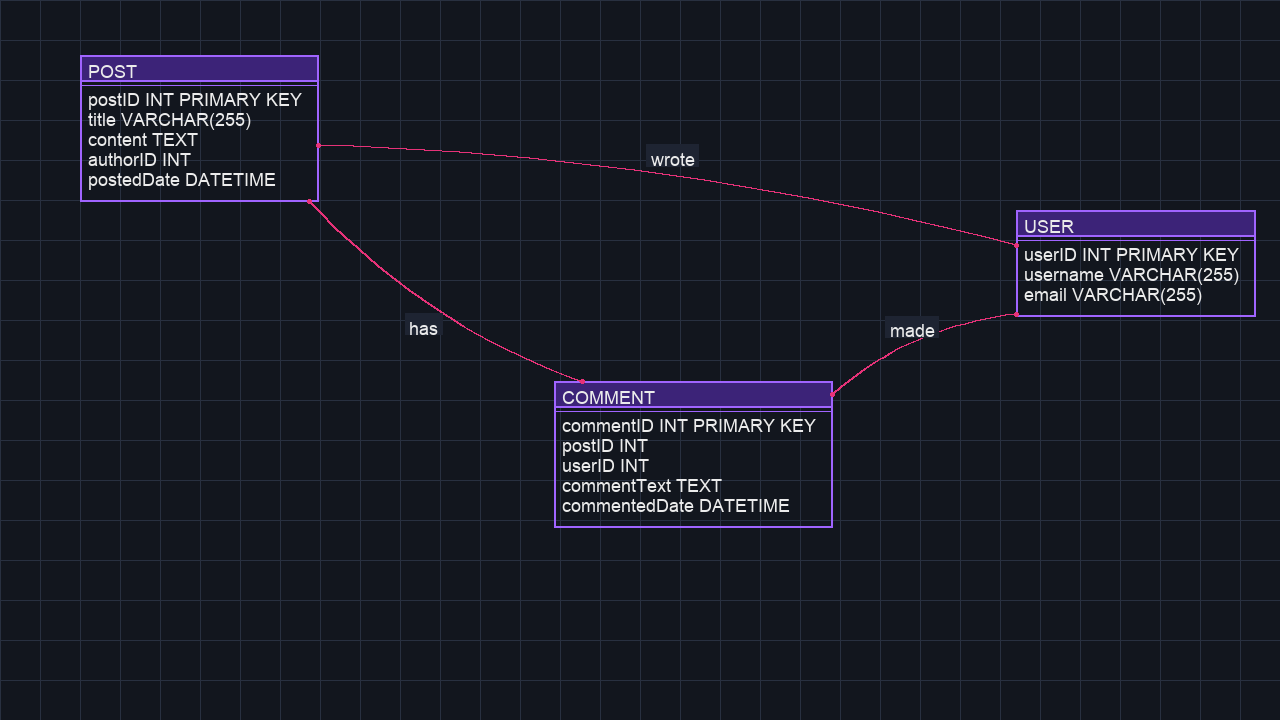 POST
postID INT PRIMARY KEY
title VARCHAR(255)
content TEXT
authorID INT
postedDate DATETIME
wrote
USER
userID INT PRIMARY KEY
username VARCHAR(255)
email VARCHAR(255)
has
made
COMMENT
commentID INT PRIMARY KEY
postID INT
userID INT
commentText TEXT
commentedDate DATETIME